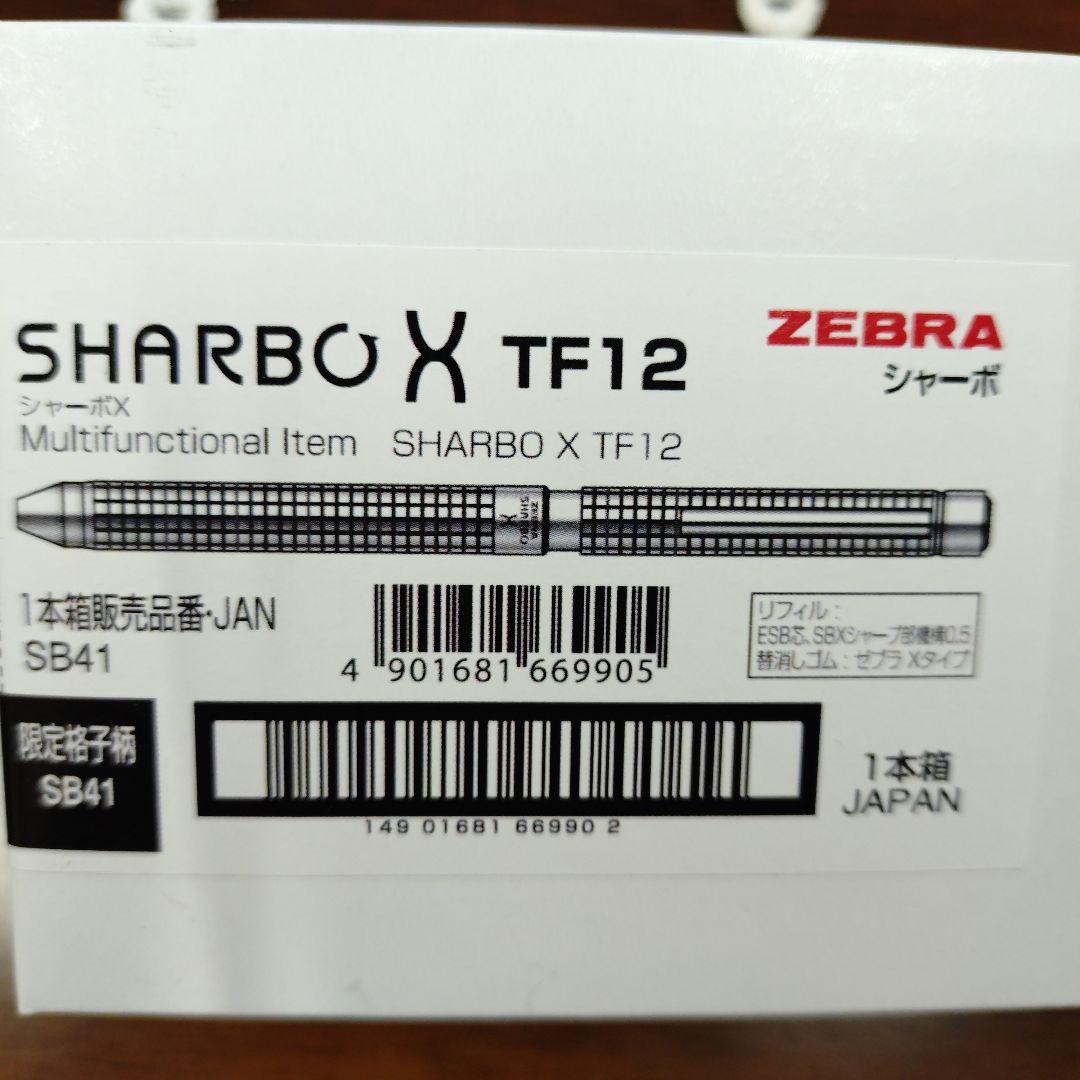 SHARBO X TF12
ZEBRA
シャーボ
シャーボX
Multifunctional Item SHARBO X TF12
SHARBO X
ZEBRA
1本箱販売品番・JAN
SB41
4 901681 669905
リフィル：
ESB芯、SBXシャープ部機構0.5
替消しゴム：ゼブラ Xタイプ
限定格子柄
SB41
149 01681 66990 2
1本箱
JAPAN